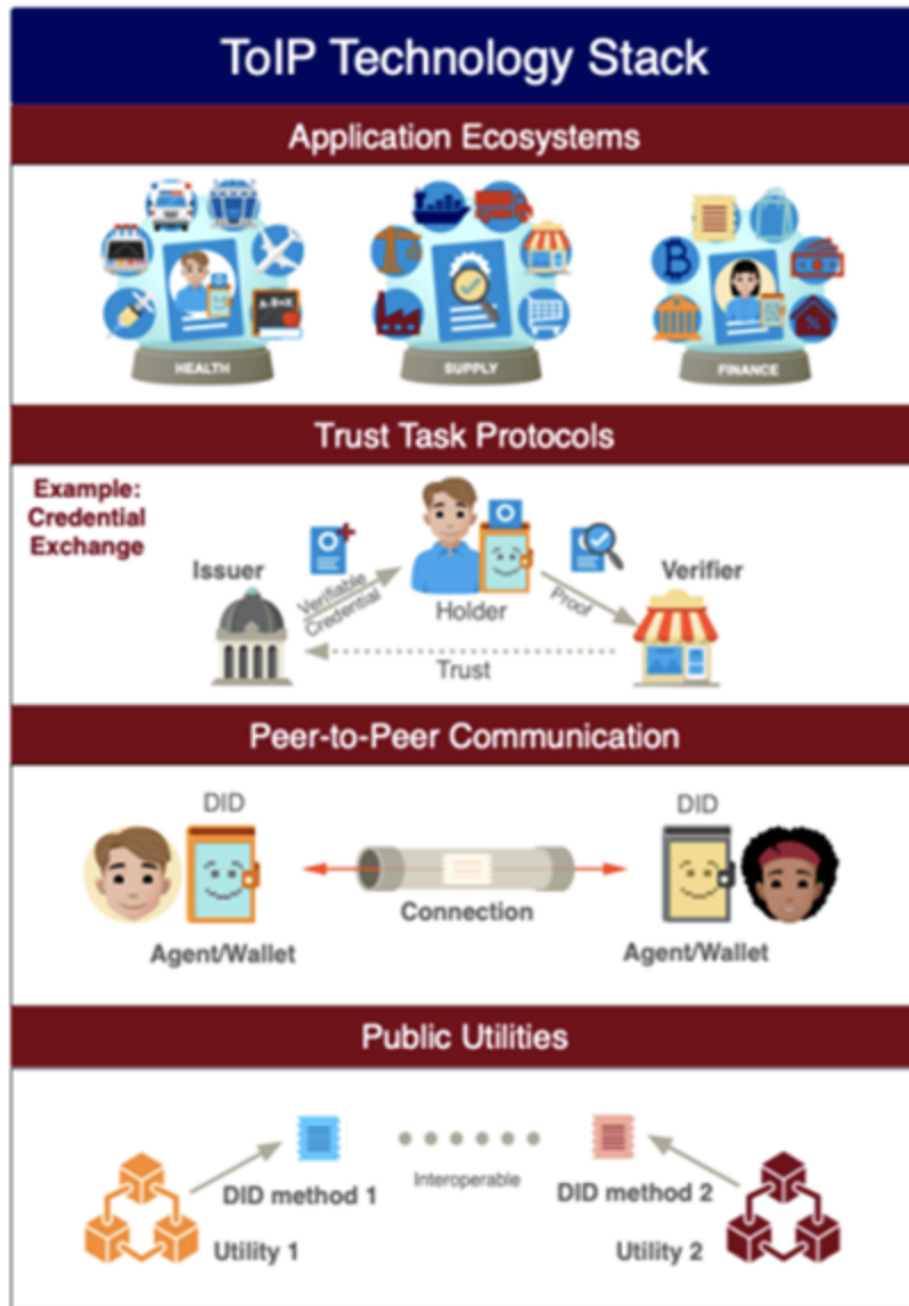 ToIP Technology Stack
Application Ecosystems
A-B=X
HEALTH
SUPPLY
FINANCE
Trust Task Protocols
Example:
Credential
Exchange
Issuer
Verifiable
Credential
Holder
Proof
Verifier
Trust
Peer-to-Peer Communication
DID
DID
Connection
Agent/Wallet
Agent/Wallet
Public Utilities
Interoperable
DID method 1
DID method 2
Utility 1
Utility 2